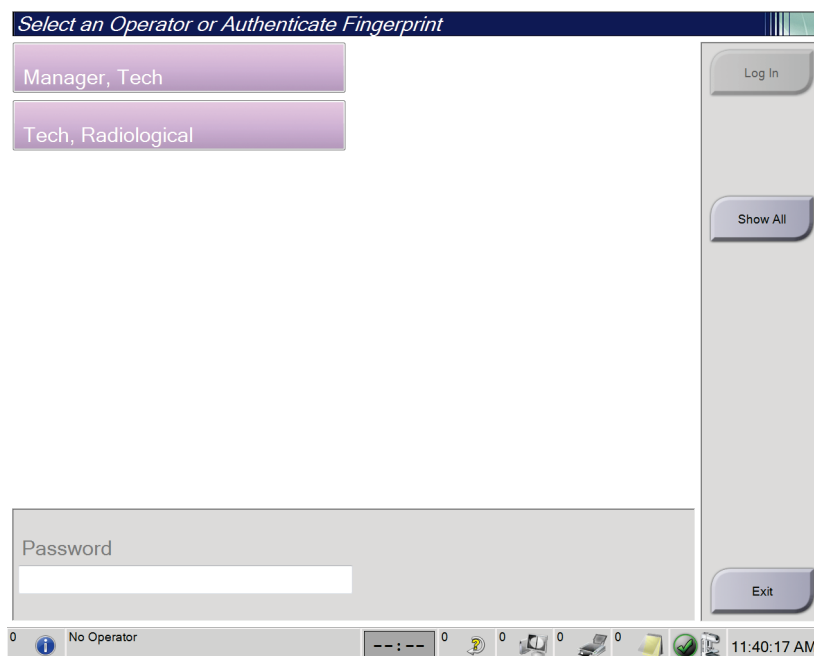 Select an Operator or Authenticate Fingerprint
Manager, Tech
Log In
Tech, Radiological
Show All
Password
Exit
0 No Operator --:-- 0 0 0 0 11:40:17 AM